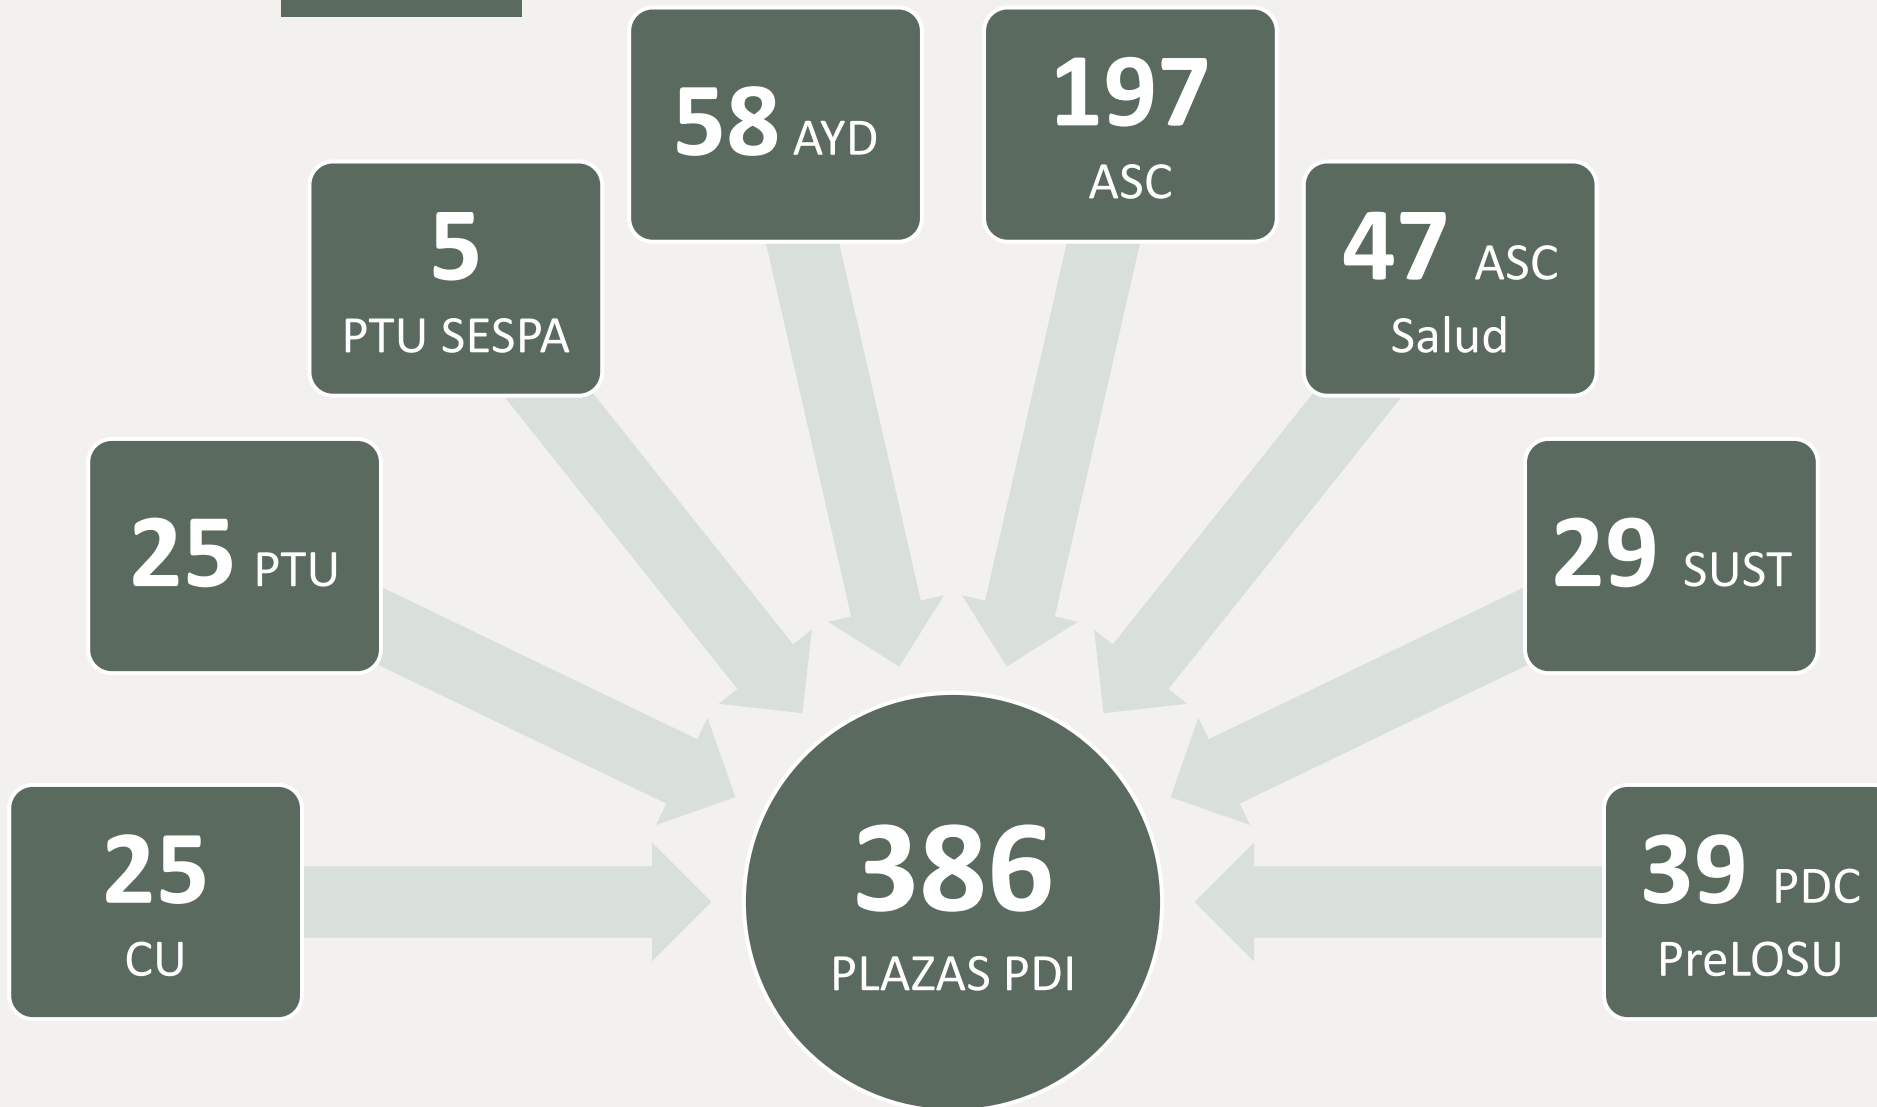 58 AYD
197
ASC
5
PTU SESPA
47 ASC
Salud
25 PTU
29 SUST
25
CU
386
PLAZAS PDI
39 PDC
PreLOSU